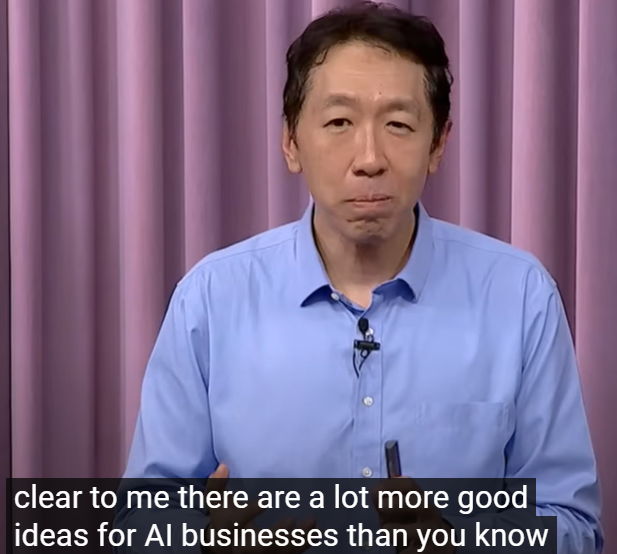 clear to me there are a lot more good
ideas for AI businesses than you know